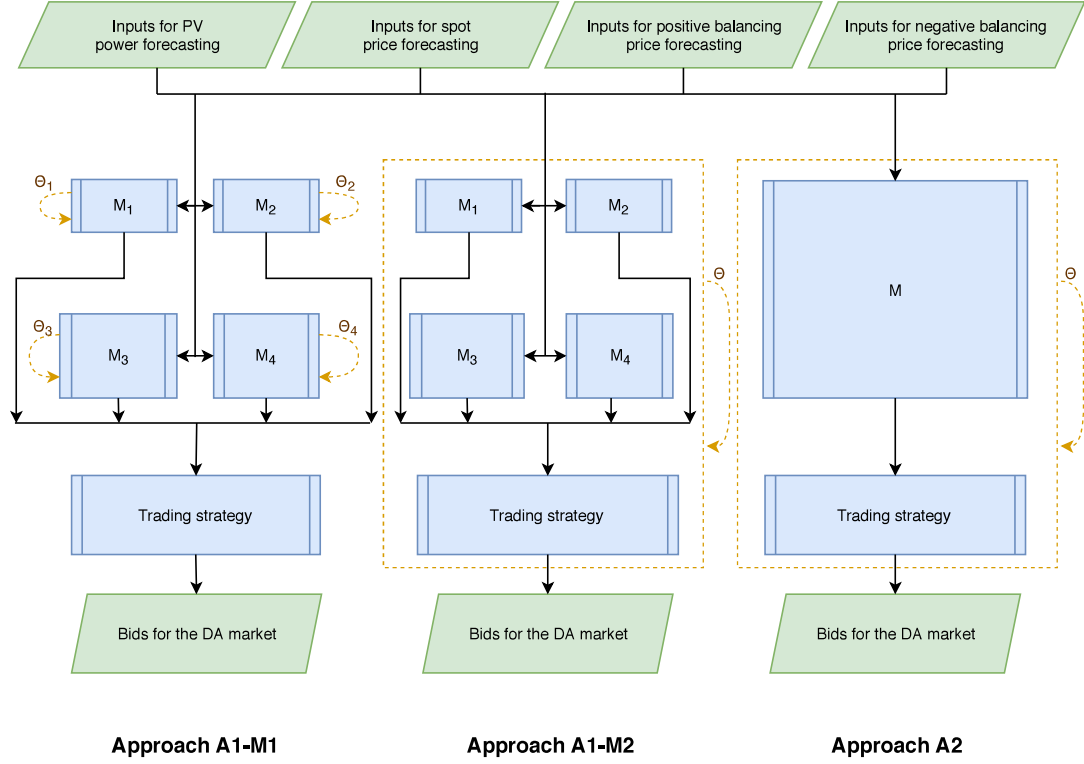 Inputs for PV
power forecasting
Inputs for spot
price forecasting
Inputs for positive balancing
price forecasting
Inputs for negative balancing
price forecasting
Θ₁
M₁
M₂
Θ₂
M₁
M₂
Θ
M
Θ
Θ₃
M₃
M₄
Θ₄
M₃
M₄
Trading strategy
Trading strategy
Trading strategy
Bids for the DA market
Bids for the DA market
Bids for the DA market
Approach A1-M1
Approach A1-M2
Approach A2